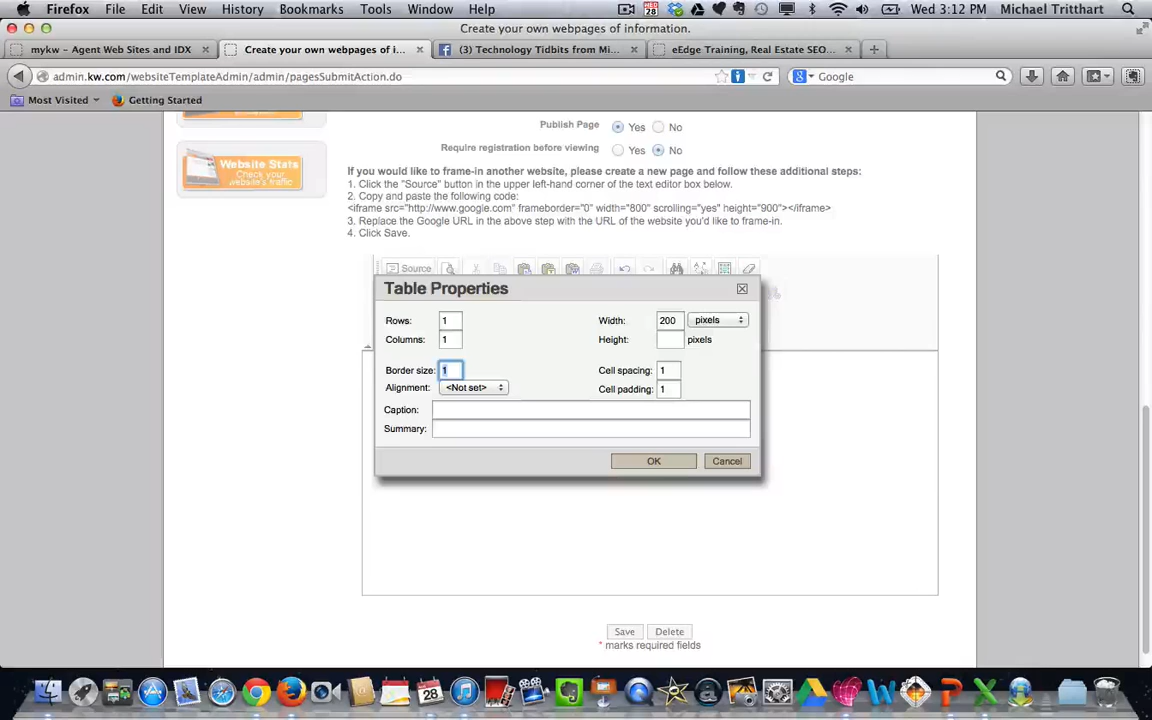 Firefox File Edit View History Bookmarks Tools Window Help WED 28 Wed 3:12 PM Michael Tritthart
Create your own webpages of information.
mykw – Agent Web Sites and IDX × Create your own webpages of i... × (3) Technology Tidbits from Mi... × eEdge Training, Real Estate SEO... × +
admin.kw.com/websiteTemplateAdmin/admin/pagesSubmitAction.do Google
Most Visited Getting Started
Publish Page Yes No
Require registration before viewing Yes No
Website Stats
Check your
website's traffic
If you would like to frame-in another website, please create a new page and follow these additional steps:
1. Click the "Source" button in the upper left-hand corner of the text editor box below.
2. Copy and paste the following code:
<iframe src="http://www.google.com" frameborder="0" width="800" scrolling="yes" height="900"></iframe>
3. Replace the Google URL in the above step with the URL of the website you'd like to frame-in.
4. Click Save.
Source
Table Properties
Rows: 1 Width: 200 pixels
Columns: 1 Height: pixels
Border size: 1 Cell spacing: 1
Alignment: <Not set> Cell padding: 1
Caption:
Summary:
OK Cancel
Save Delete
* marks required fields
28